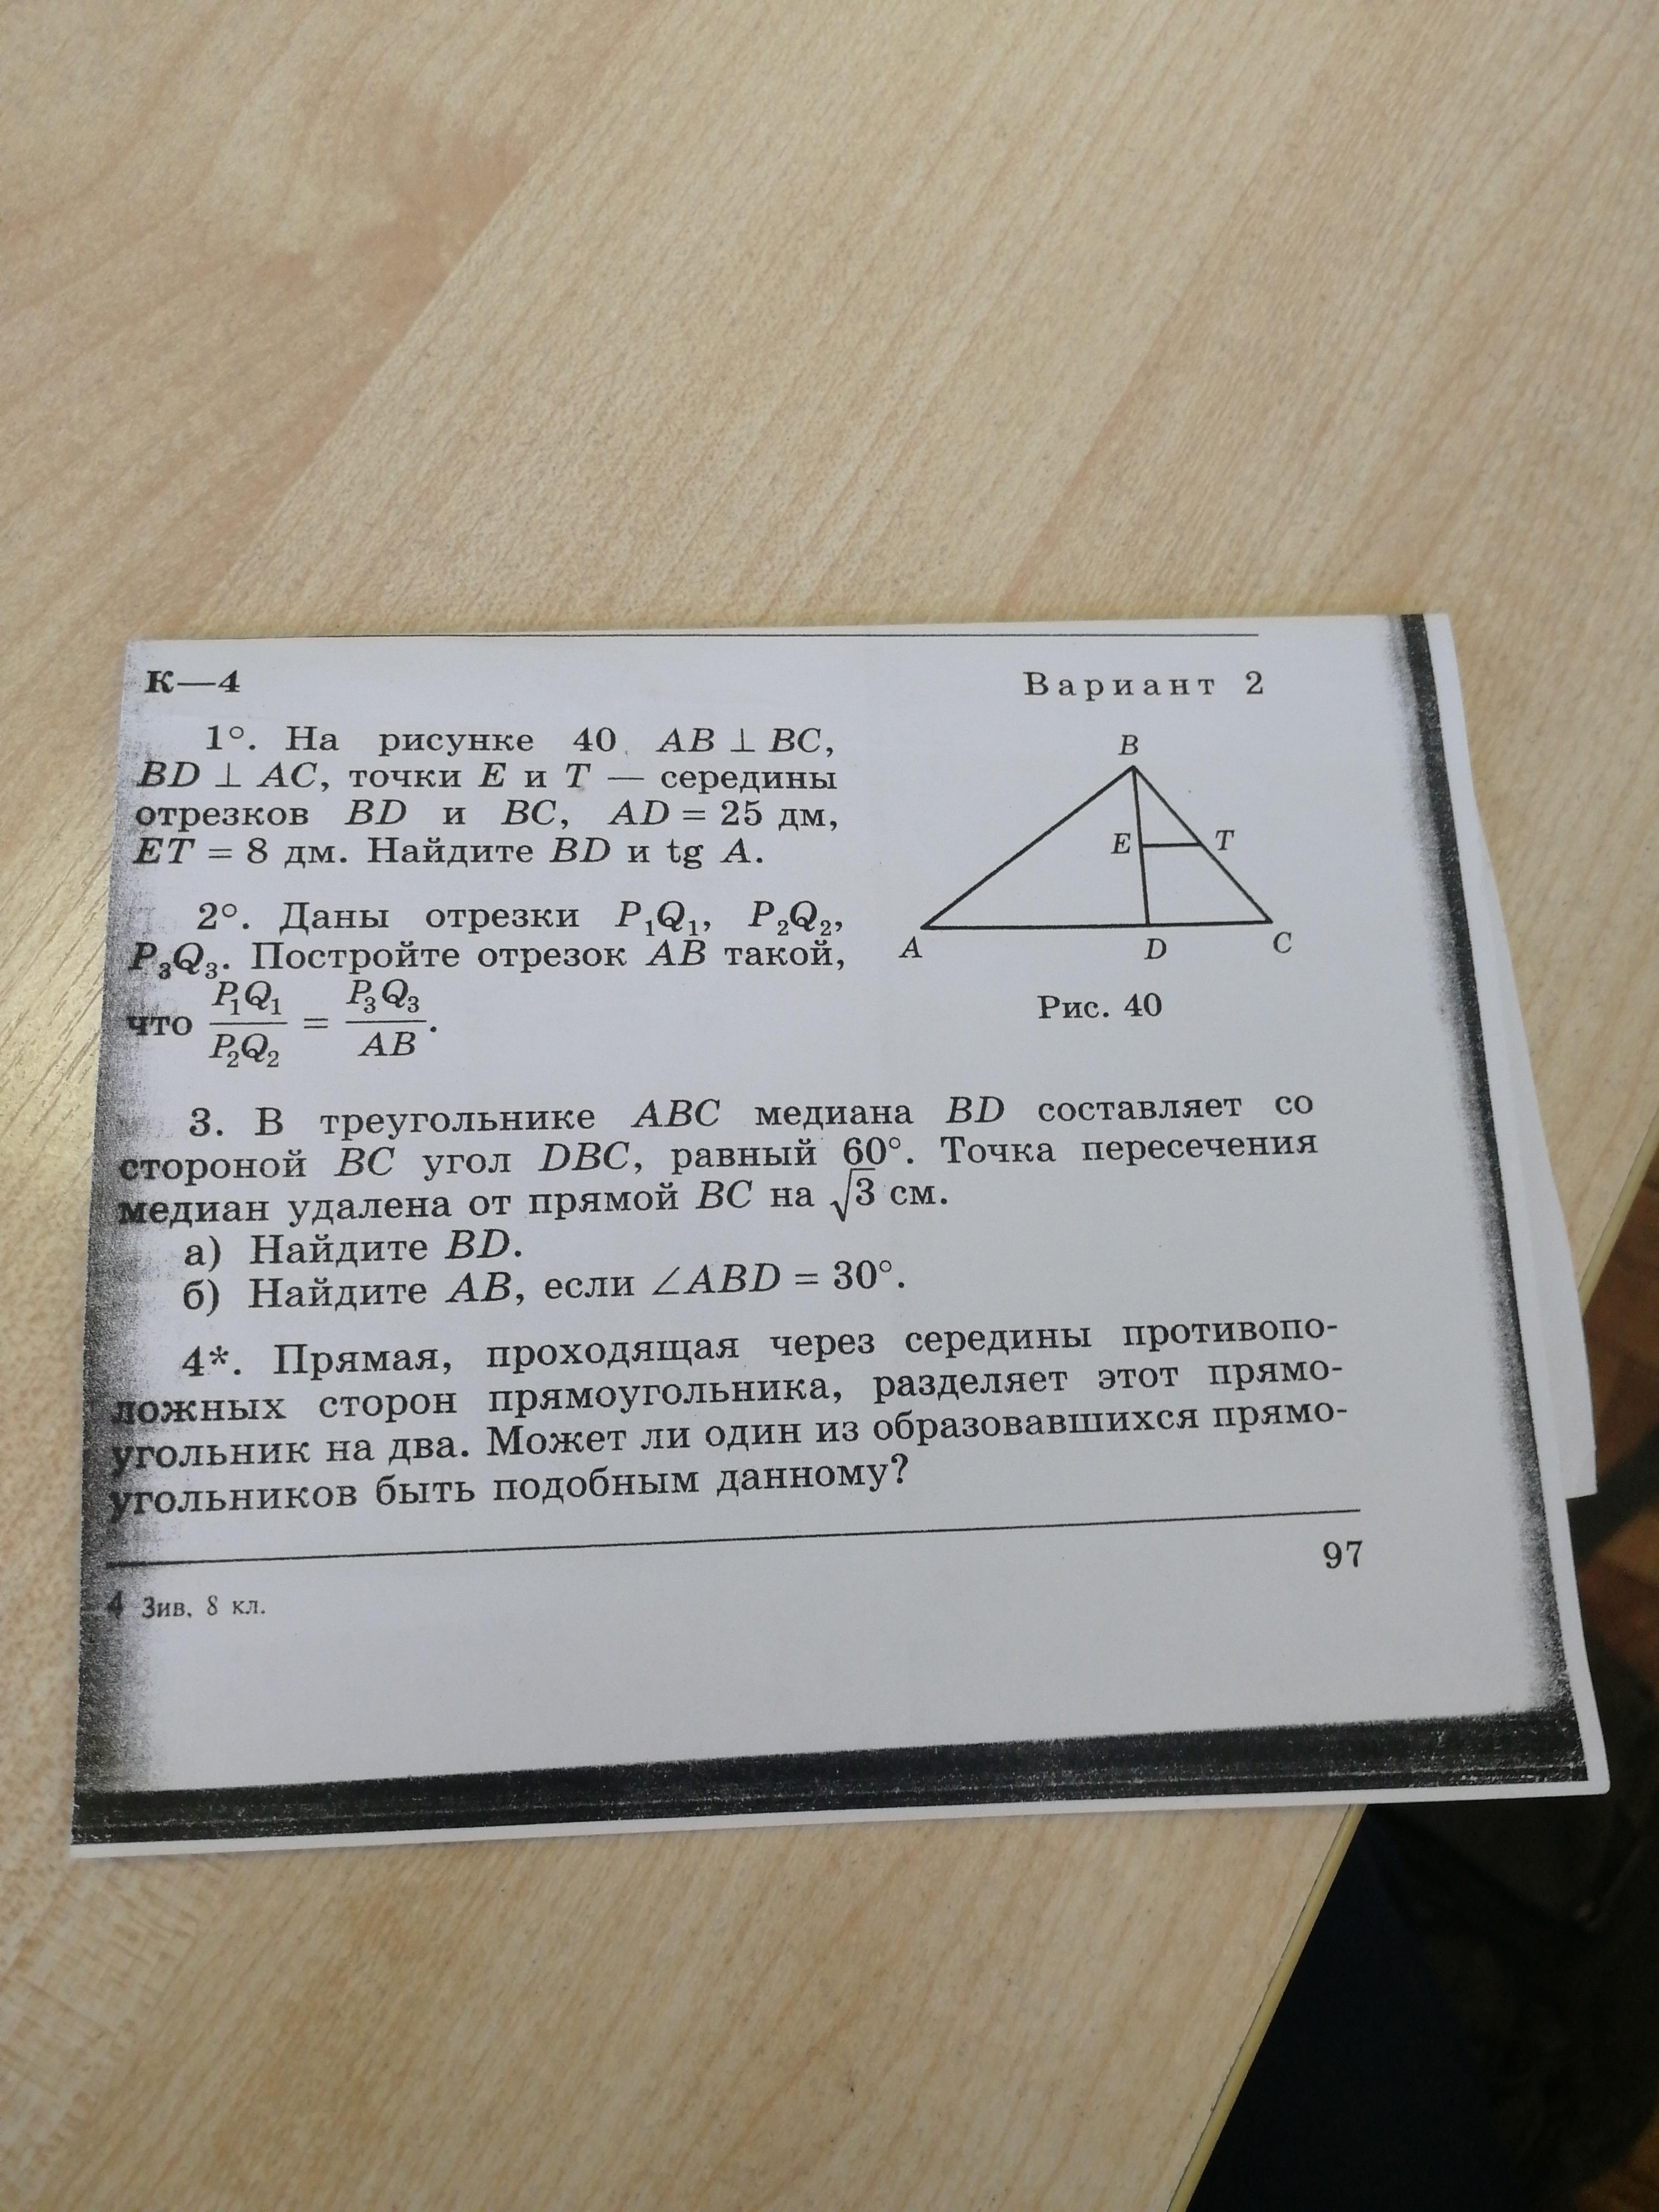 К—4
Вариант 2
1°. На рисунке 40 AB ⊥ BC,
BD ⊥ AC, точки E и T — середины
отрезков BD и BC, AD = 25 дм,
ET = 8 дм. Найдите BD и tg A.
2°. Даны отрезки P₁Q₁, P₂Q₂,
P₃Q₃. Постройте отрезок AB такой,
что P₁Q₁/P₂Q₂ = P₃Q₃/AB.
B
E
T
A
D
C
Рис. 40
3. В треугольнике ABC медиана BD составляет со
стороной BC угол DBC, равный 60°. Точка пересечения
медиан удалена от прямой BC на √3 см.
а) Найдите BD.
б) Найдите AB, если ∠ABD = 30°.
4*. Прямая, проходящая через середины противопо-
ложных сторон прямоугольника, разделяет этот прямо-
угольник на два. Может ли один из образовавшихся прямо-
угольников быть подобным данному?
97
4 Зив, 8 кл.